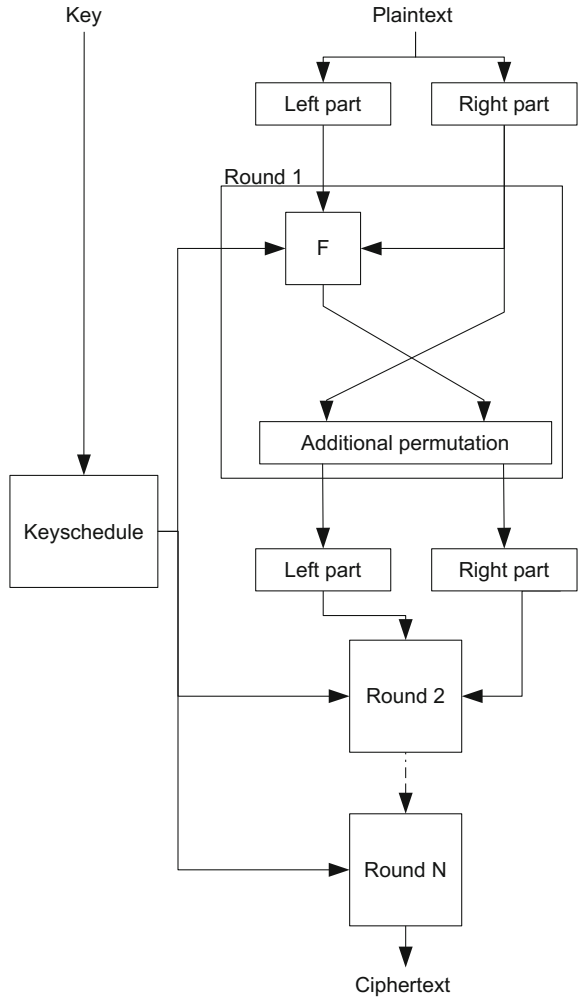 Key
Plaintext
Left part
Right part
Round 1
F
Additional permutation
Keyschedule
Left part
Right part
Round 2
Round N
Ciphertext